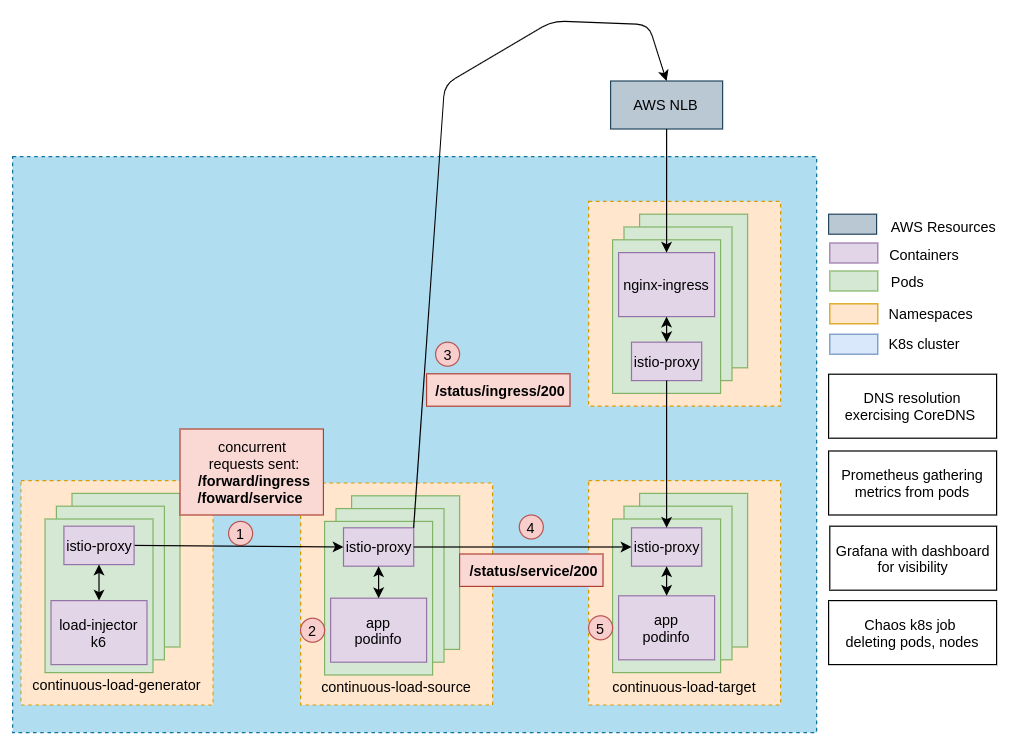 AWS NLB
AWS Resources
Containers
Pods
Namespaces
K8s cluster
nginx-ingress
istio-proxy
3
/status/ingress/200
DNS resolution
exercising CoreDNS
Prometheus gathering
metrics from pods
Grafana with dashboard
for visibility
Chaos k8s job
deleting pods, nodes
concurrent
requests sent:
/forward/ingress
/foward/service
1
istio-proxy
load-injector
k6
continuous-load-generator
istio-proxy
2
app
podinfo
continuous-load-source
4
/status/service/200
istio-proxy
5
app
podinfo
continuous-load-target